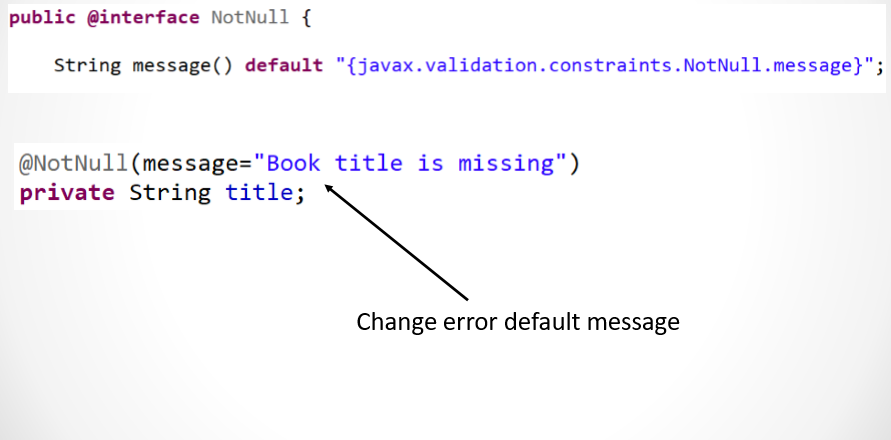 public @interface NotNull {
String message() default "{javax.validation.constraints.NotNull.message}";
@NotNull(message="Book title is missing")
private String title;
Change error default message